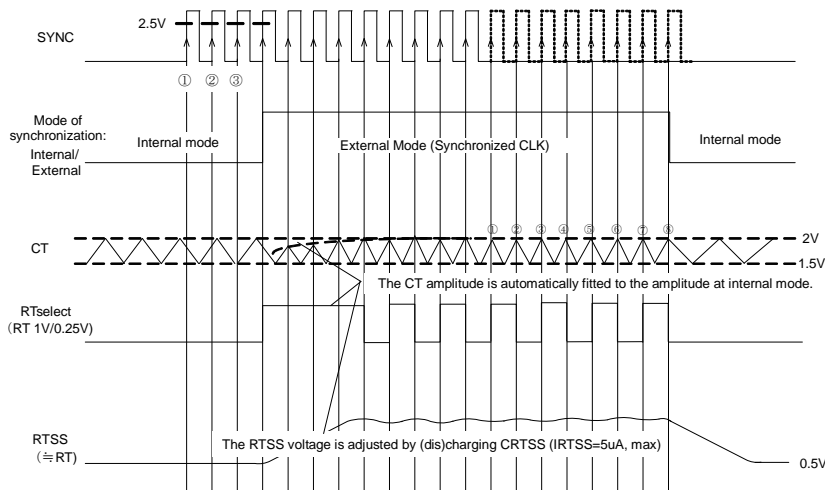 2.5V
SYNC
① ② ③
Mode of
synchronization:
Internal/
External
Internal mode
External Mode (Synchronized CLK)
Internal mode
① ② ③ ④ ⑤ ⑥ ⑦ ⑧
CT
2V
1.5V
The CT amplitude is automatically fitted to the amplitude at internal mode.
RTselect
(RT 1V/0.25V)
The RTSS voltage is adjusted by (dis)charging CRTSS (IRTSS=5uA, max)
RTSS
(≒RT)
0.5V